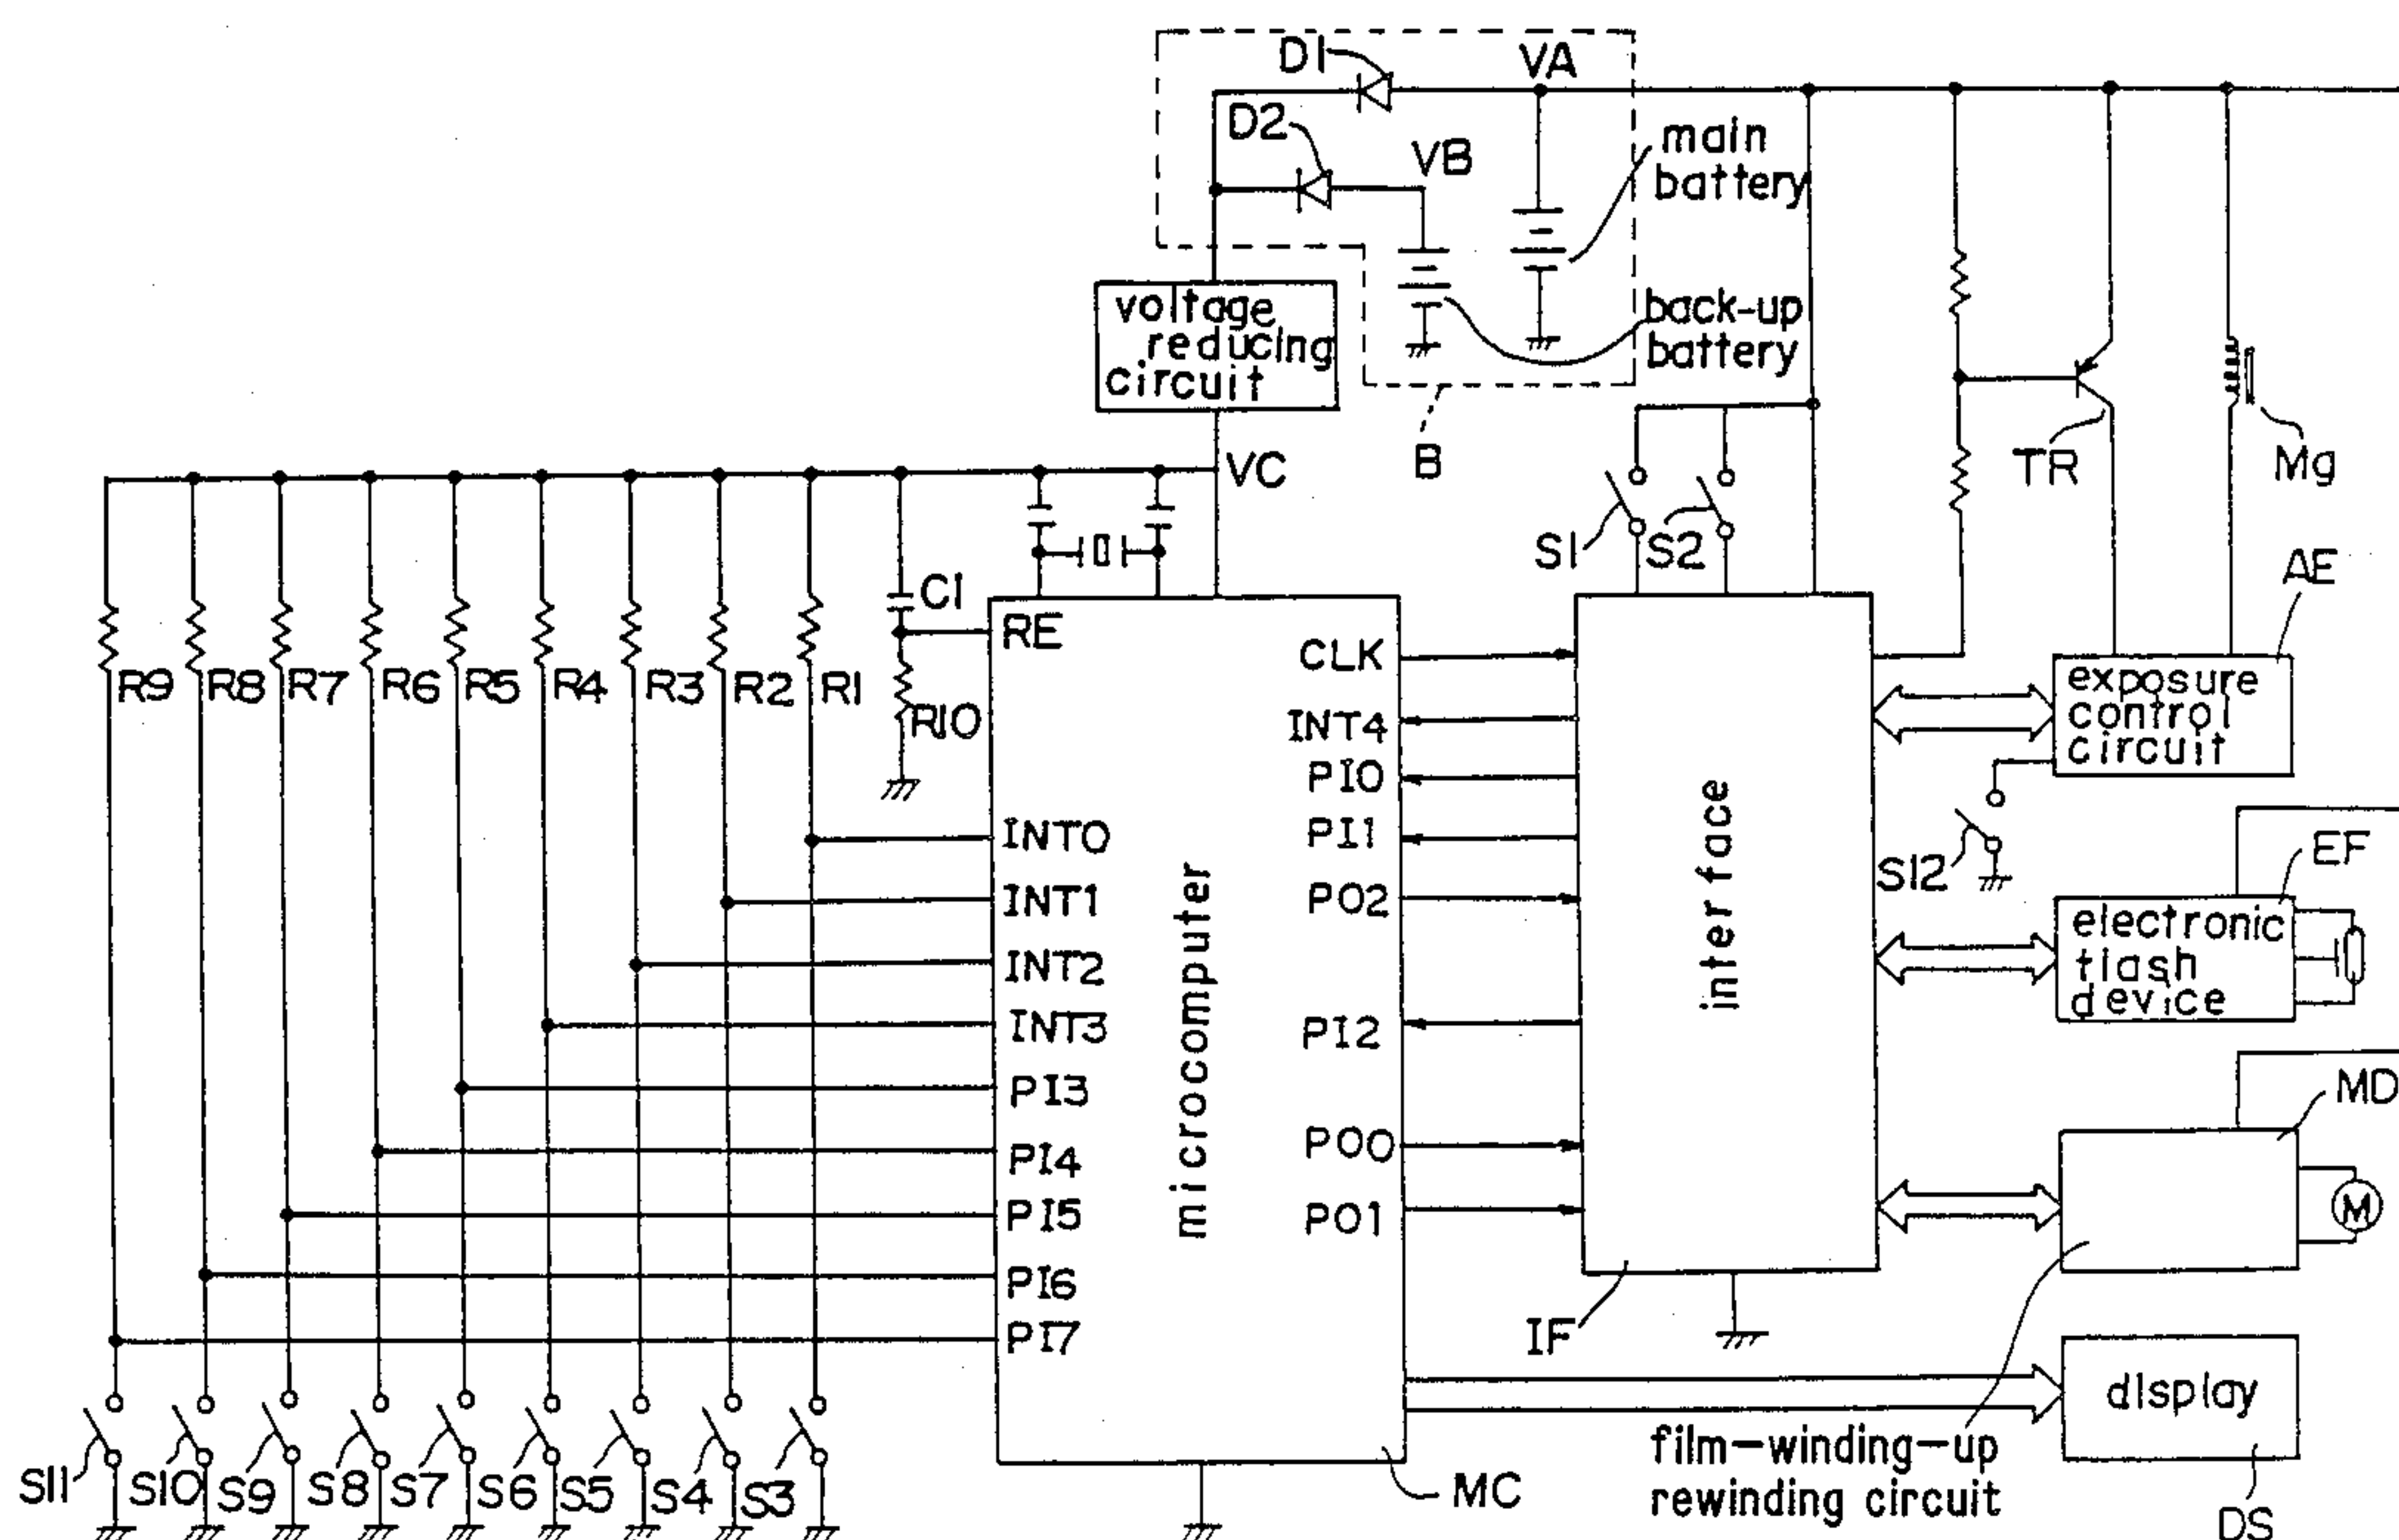 D1
VA
D2
VB
main
battery
voltage
reducing
circuit
back-up
battery
B
VC
TR
Mg
S1
S2
AE
C1
RE
R9
R8
R7
R6
R5
R4
R3
R2
R1
R10
CLK
INT4
PI0
PI1
PO2
PI2
PO0
PO1
INT0
INT1
INT2
INT3
PI3
PI4
PI5
PI6
PI7
microcomputer
interface
exposure
control
circuit
S12
EF
electronic
tlash
device
MD
M
IF
display
film-winding-up
rewinding circuit
MC
DS
S11
S10
S9
S8
S7
S6
S5
S4
S3